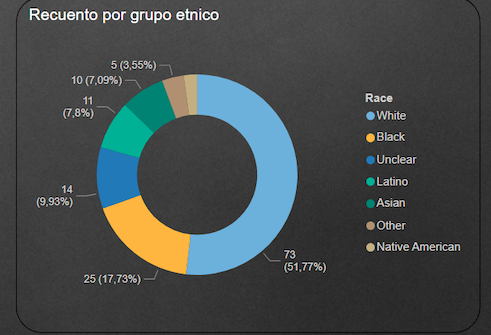 Recuento por grupo etnico
5 (3,55%)
10 (7,09%)
11
(7,8%)
14
(9,93%)
25 (17,73%)
73
(51,77%)
Race
White
Black
Unclear
Latino
Asian
Other
Native American